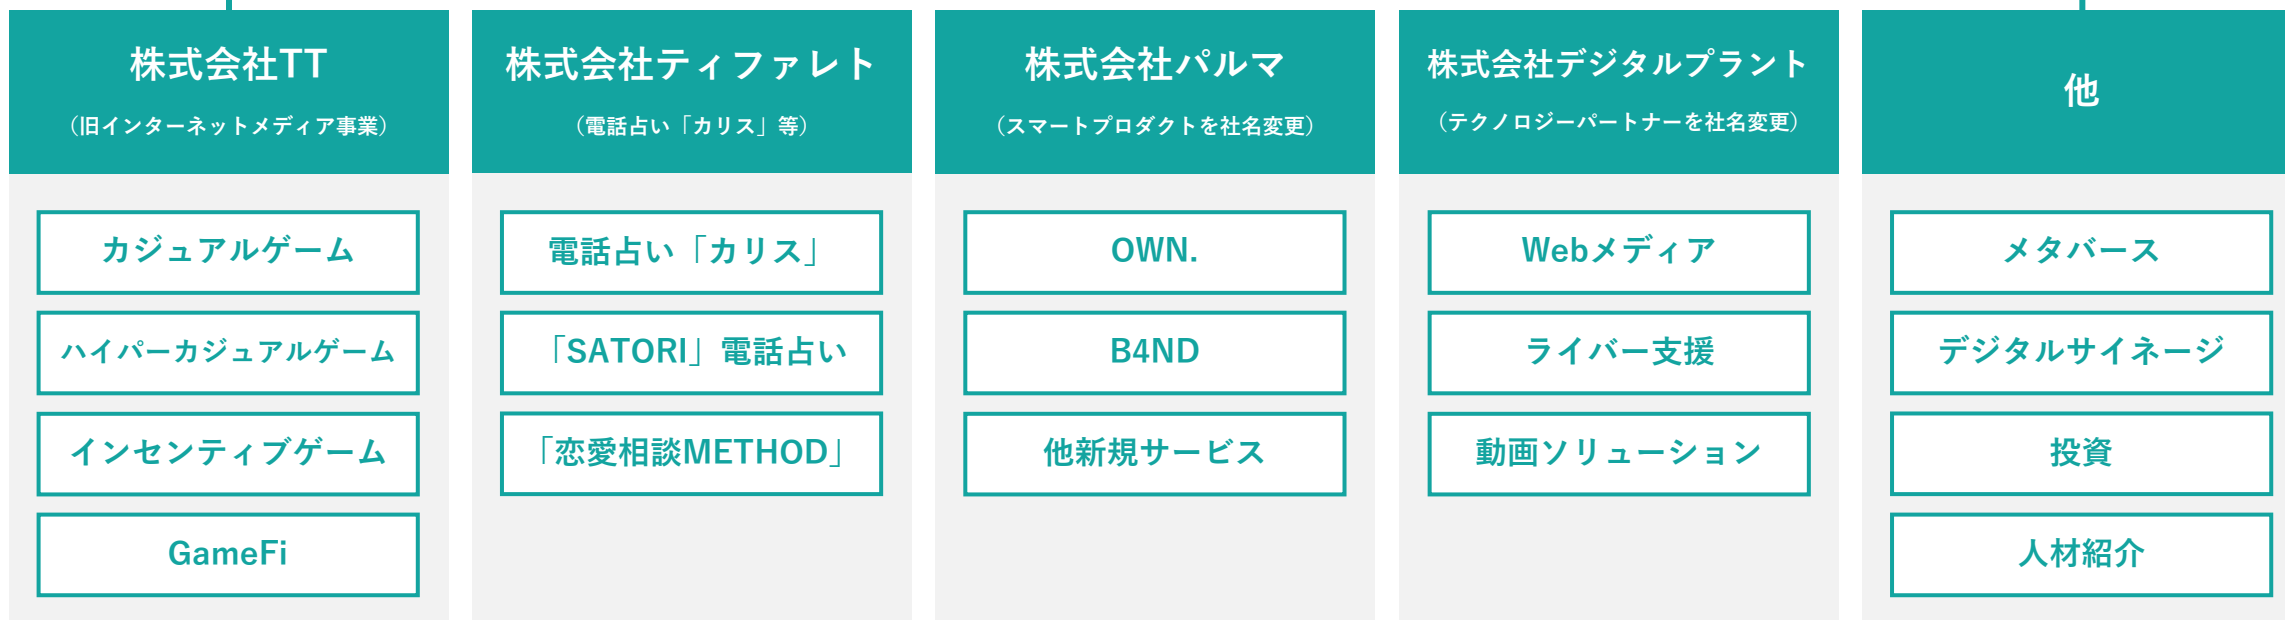 株式会社TT
（旧インターネットメディア事業）
カジュアルゲーム
ハイパーカジュアルゲーム
インセンティブゲーム
GameFi
株式会社ティファレト
（電話占い「カリス」等）
電話占い「カリス」
「SATORI」電話占い
「恋愛相談METHOD」
株式会社パルマ
（スマートプロダクトを社名変更）
OWN.
B4ND
他新規サービス
株式会社デジタルプラント
（テクノロジーパートナーを社名変更）
Webメディア
ライバー支援
動画ソリューション
他
メタバース
デジタルサイネージ
投資
人材紹介